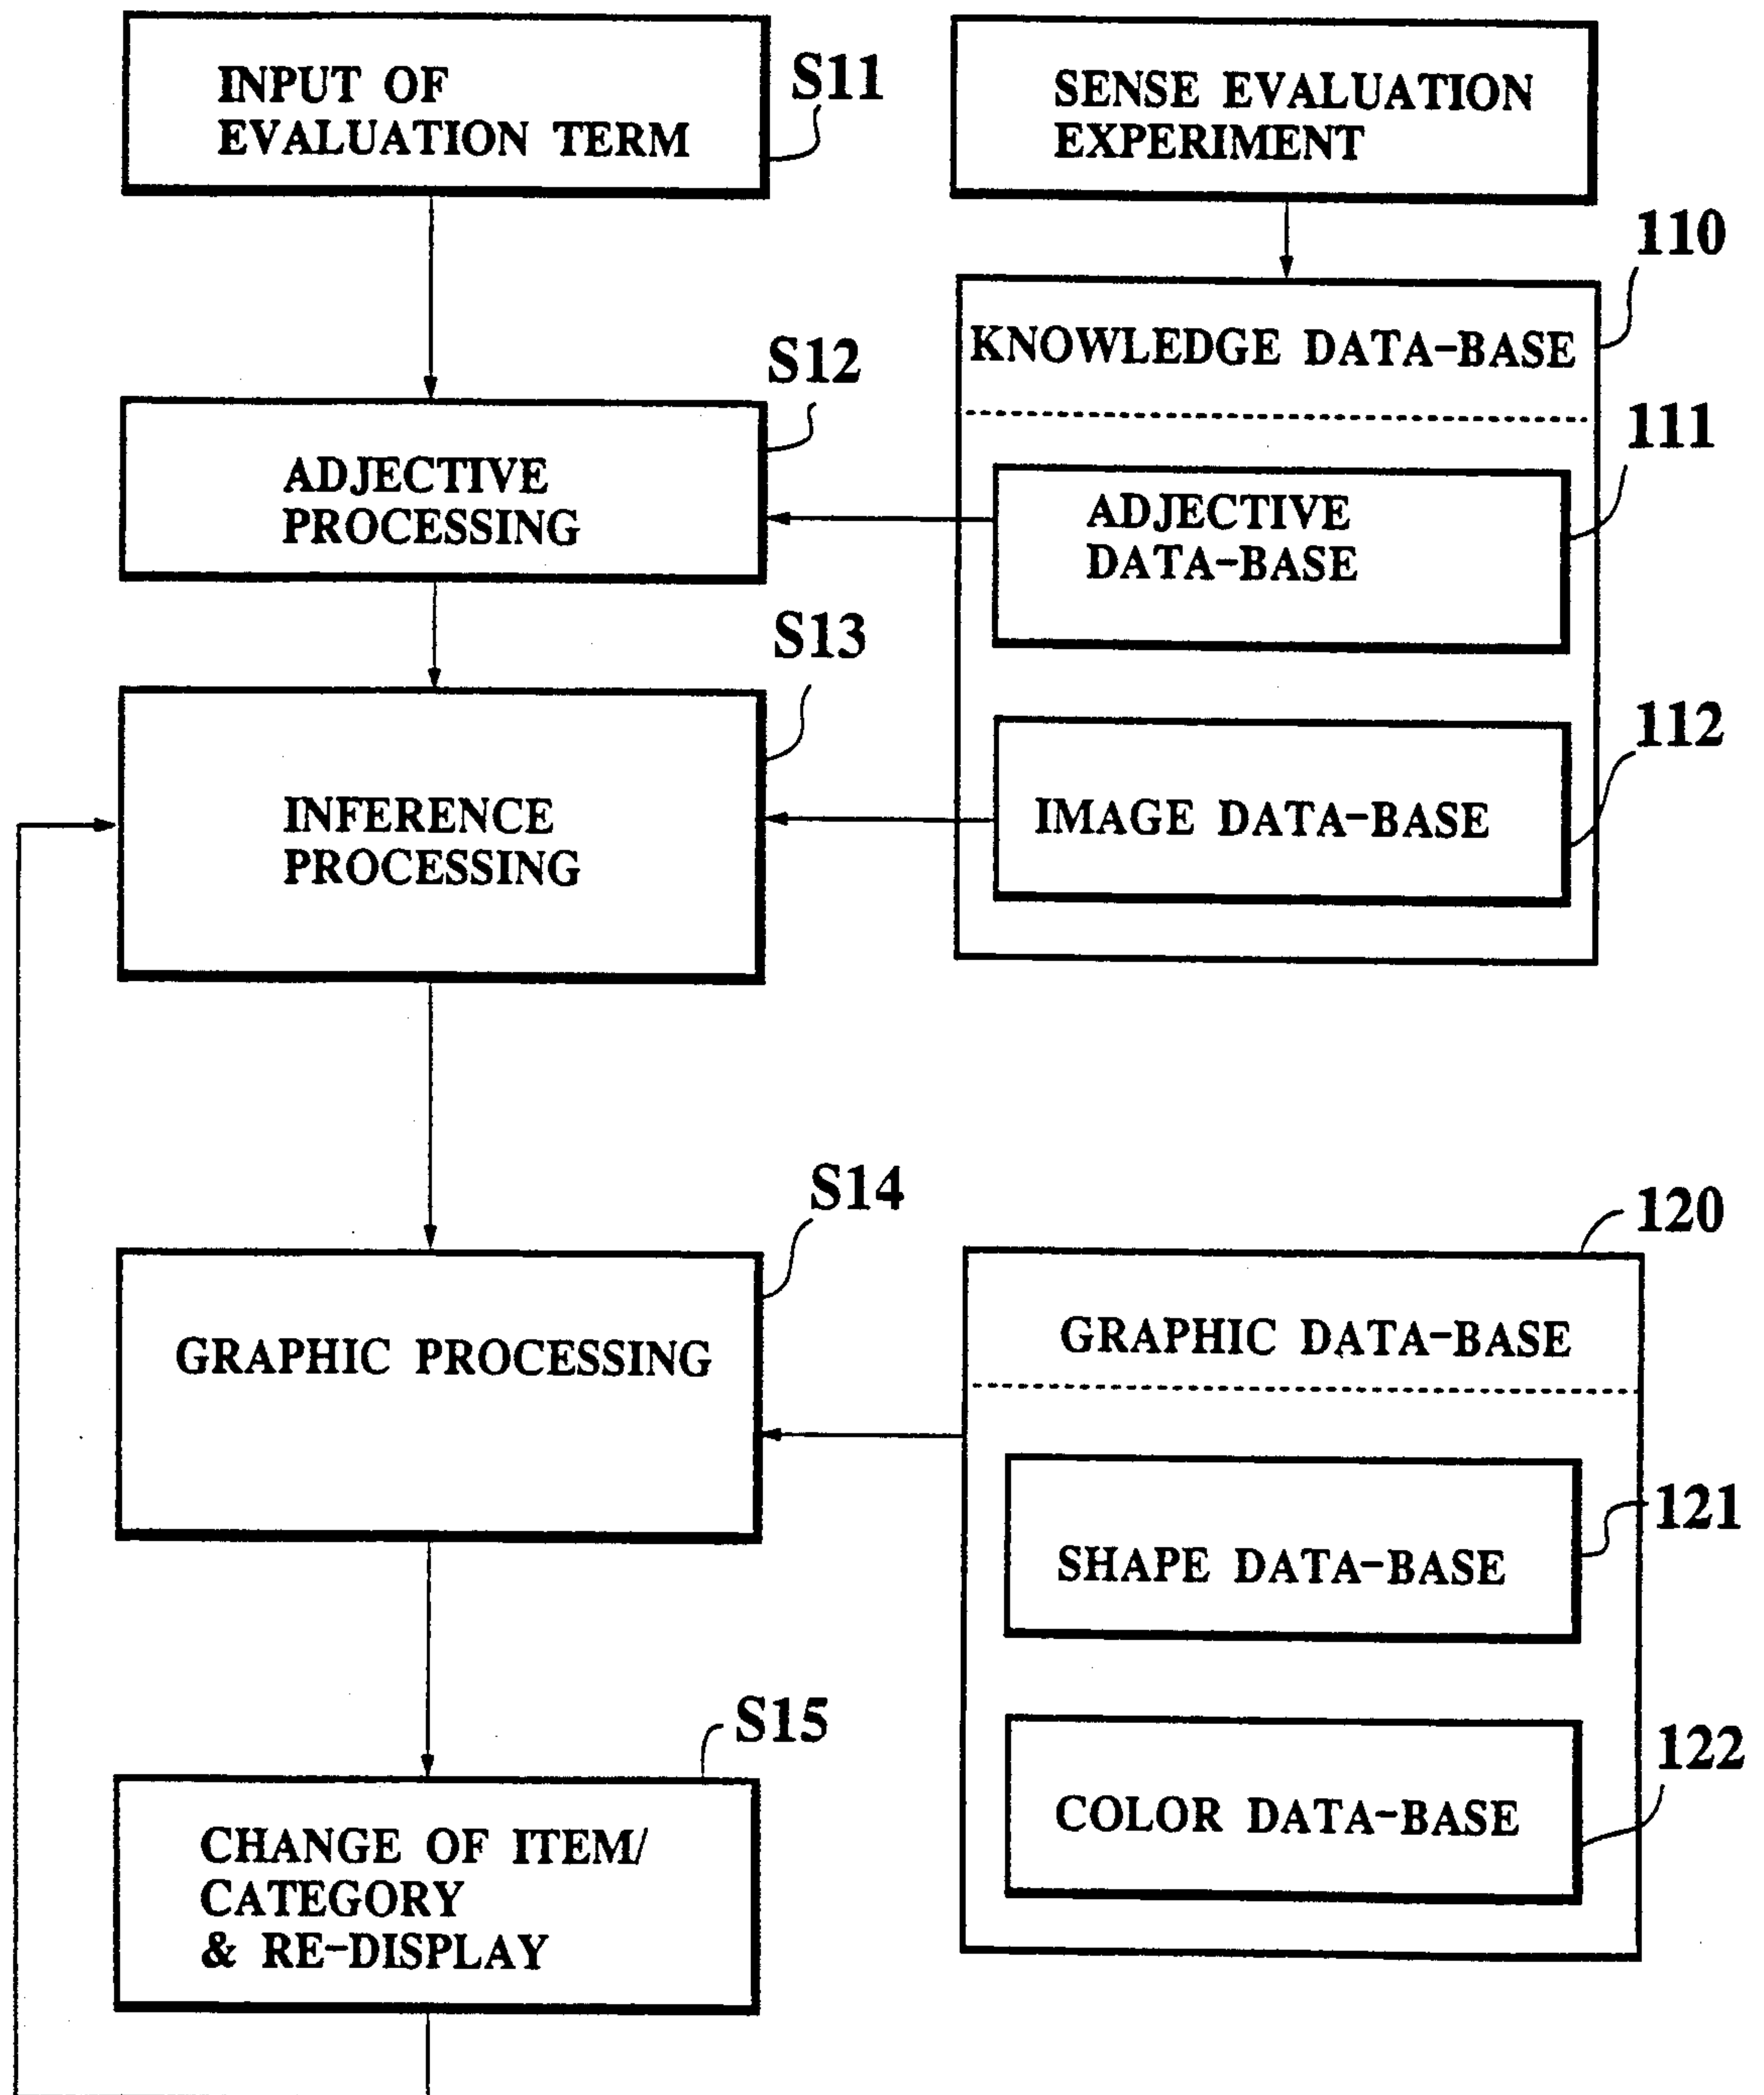 INPUT OF
EVALUATION TERM
S11
SENSE EVALUATION
EXPERIMENT
110
KNOWLEDGE DATA-BASE
S12
ADJECTIVE
PROCESSING
111
ADJECTIVE
DATA-BASE
S13
INFERENCE
PROCESSING
112
IMAGE DATA-BASE
S14
GRAPHIC PROCESSING
120
GRAPHIC DATA-BASE
121
SHAPE DATA-BASE
S15
CHANGE OF ITEM/
CATEGORY
& RE-DISPLAY
122
COLOR DATA-BASE